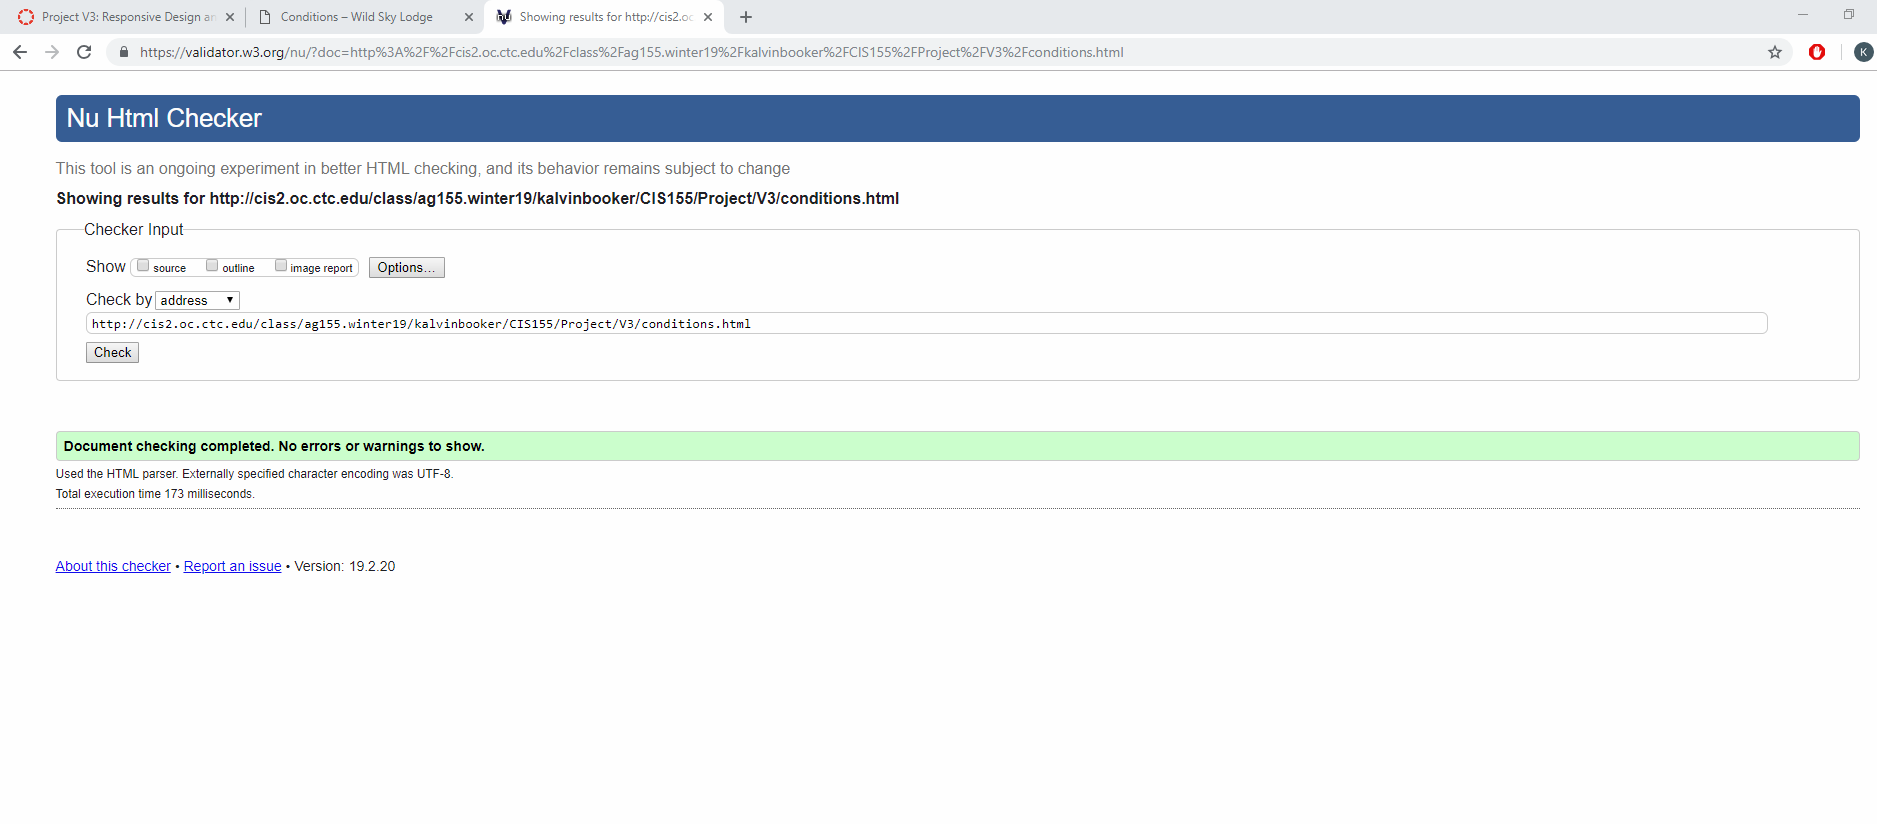 Project V3: Responsive Design an
Conditions – Wild Sky Lodge
Showing results for http://cis2.oc
https://validator.w3.org/nu/?doc=http%3A%2F%2Fcis2.oc.ctc.edu%2Fclass%2Fag155.winter19%2Fkalvinbooker%2FCIS155%2FProject%2FV3%2Fconditions.html
K
Nu Html Checker
This tool is an ongoing experiment in better HTML checking, and its behavior remains subject to change
Showing results for http://cis2.oc.ctc.edu/class/ag155.winter19/kalvinbooker/CIS155/Project/V3/conditions.html
Checker Input
Show source outline image report Options...
Check by address
http://cis2.oc.ctc.edu/class/ag155.winter19/kalvinbooker/CIS155/Project/V3/conditions.html
Check
Document checking completed. No errors or warnings to show.
Used the HTML parser. Externally specified character encoding was UTF-8.
Total execution time 173 milliseconds.
About this checker • Report an issue • Version: 19.2.20